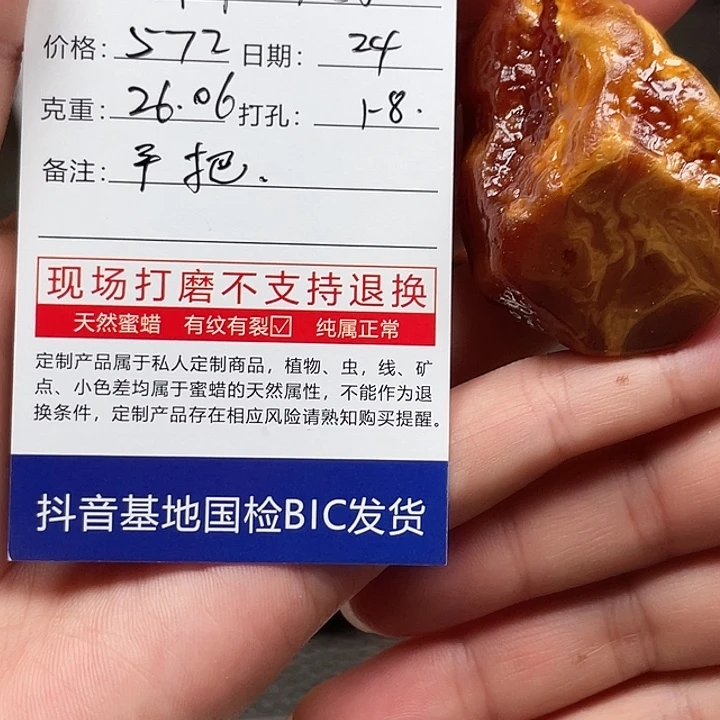 价格：572 日期：24
克重：26.06 打孔：1-8.
备注：平把.
现场打磨不支持退换
天然蜜蜡 有纹有裂☑ 纯属正常
定制产品属于私人定制商品，植物、虫，线、矿
点、小色差均属于蜜蜡的天然属性，不能作为退
换条件，定制产品存在相应风险请熟知购买提醒。
抖音基地国检BIC发货